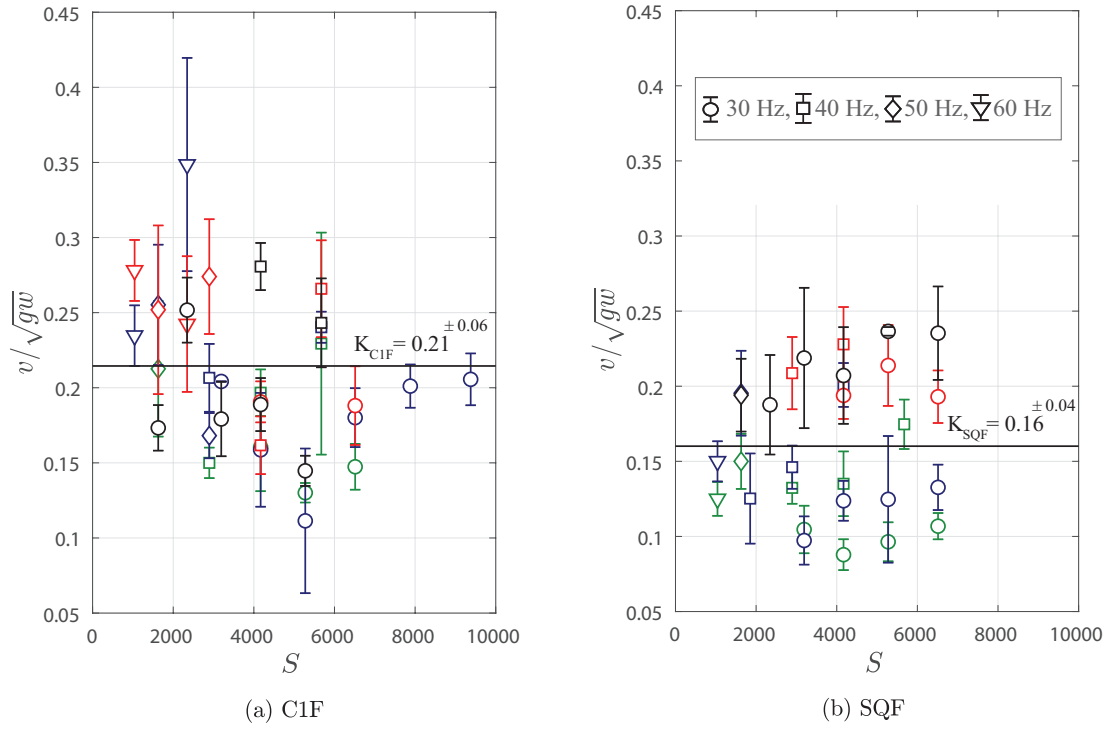 0.45
0.4
0.35
0.3
0.25
0.2
0.15
0.1
0.05
v/√gw
K_C1F = 0.21 ± 0.06
0 2000 4000 6000 8000 10000
S
(a) C1F
0.45
0.4
0.35
0.3
0.25
0.2
0.15
0.1
0.05
v/√gw
30 Hz, 40 Hz, 50 Hz, 60 Hz
K_SQF = 0.16 ± 0.04
0 2000 4000 6000 8000 10000
S
(b) SQF